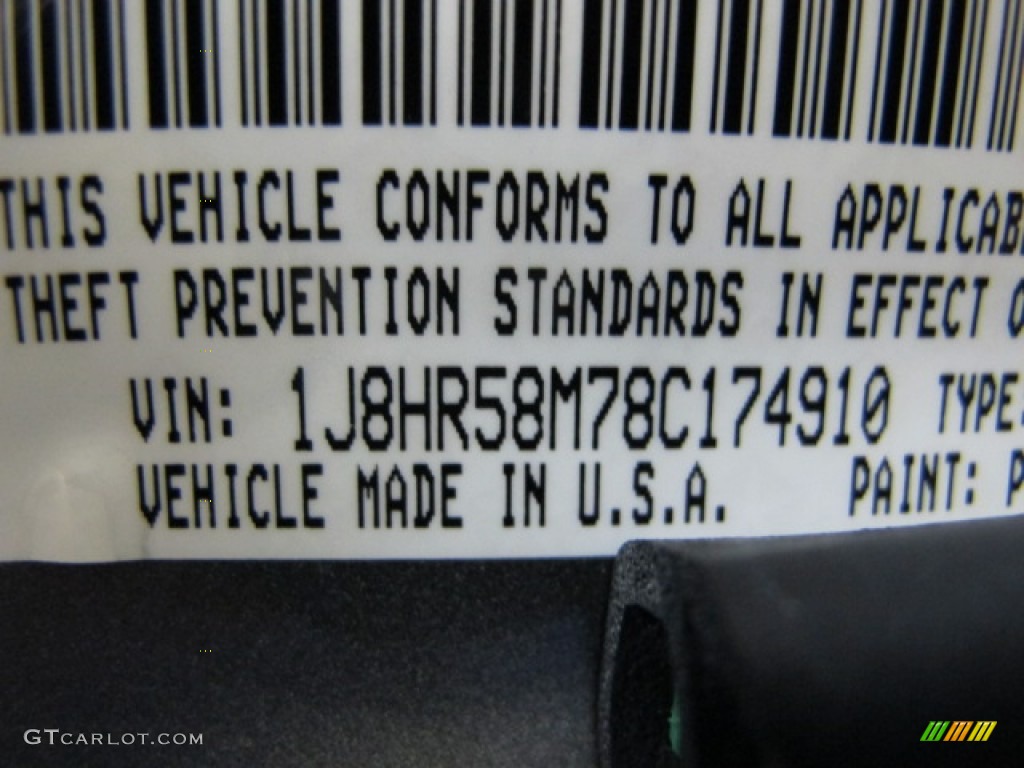 THIS VEHICLE CONFORMS TO ALL APPLICAB
THEFT PREVENTION STANDARDS IN EFFECT O
VIN: 1J8HR58M78C174910 TYPE:
VEHICLE MADE IN U.S.A. PAINT: P
GTCARLOT.COM